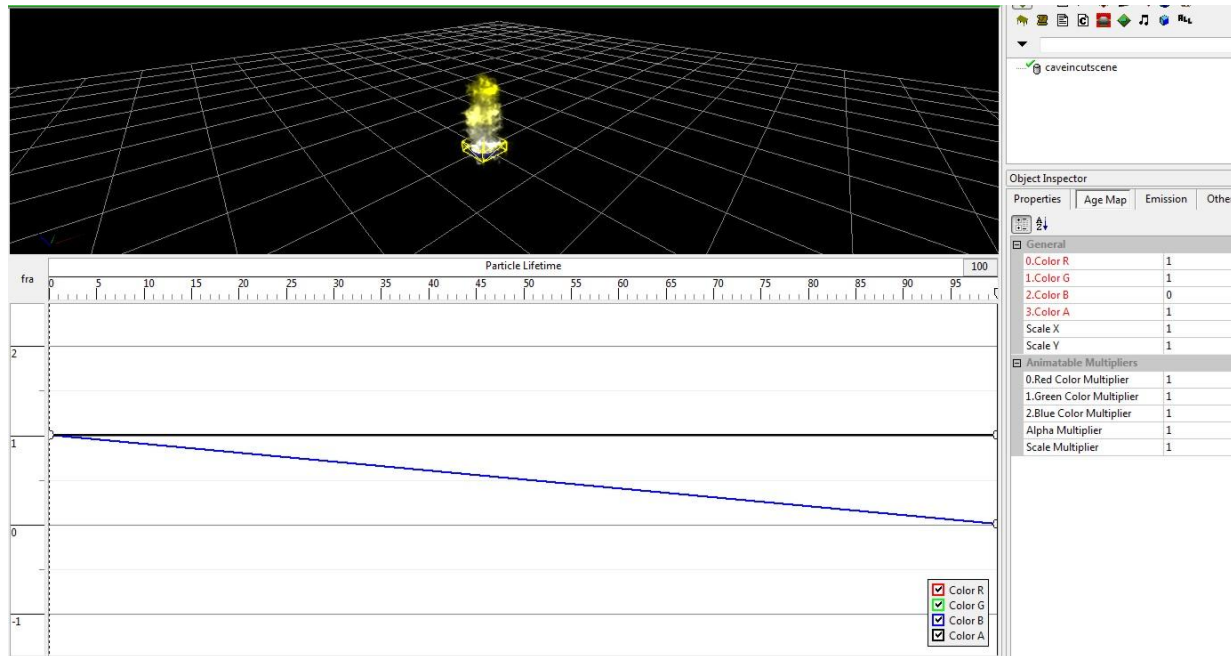 ALL
caveincutscene
Object Inspector
Properties Age Map Emission Othe
General
0.Color R 1
1.Color G 1
2.Color B 0
3.Color A 1
Scale X 1
Scale Y 1
Animatable Multipliers
0.Red Color Multiplier 1
1.Green Color Multiplier 1
2.Blue Color Multiplier 1
Alpha Multiplier 1
Scale Multiplier 1
Particle Lifetime 100
fra 0 5 10 15 20 25 30 35 40 45 50 55 60 65 70 75 80 85 90 95
2
1
0
-1
Color R
Color G
Color B
Color A